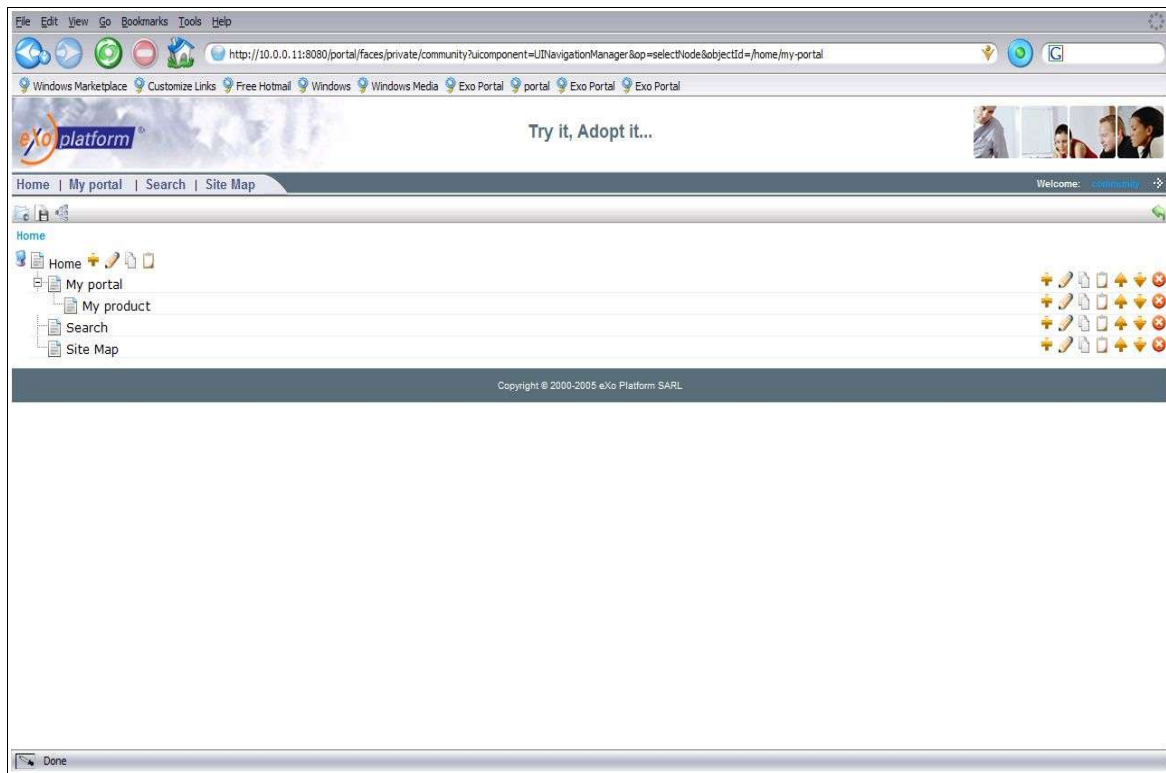 File Edit View Go Bookmarks Tools Help
http://10.0.0.11:8080/portal/faces/private/community?uicomponent=UINavigationManager&op=selectNode&objectId=/home/my-portal
G
Windows Marketplace Customize Links Free Hotmail Windows Windows Media Exo Portal portal Exo Portal Exo Portal
eXo platform ® Try it, Adopt it...
Home | My portal | Search | Site Map Welcome: community
Home
Home
My portal
My product
Search
Site Map
Copyright © 2000-2005 eXo Platform SARL
Done